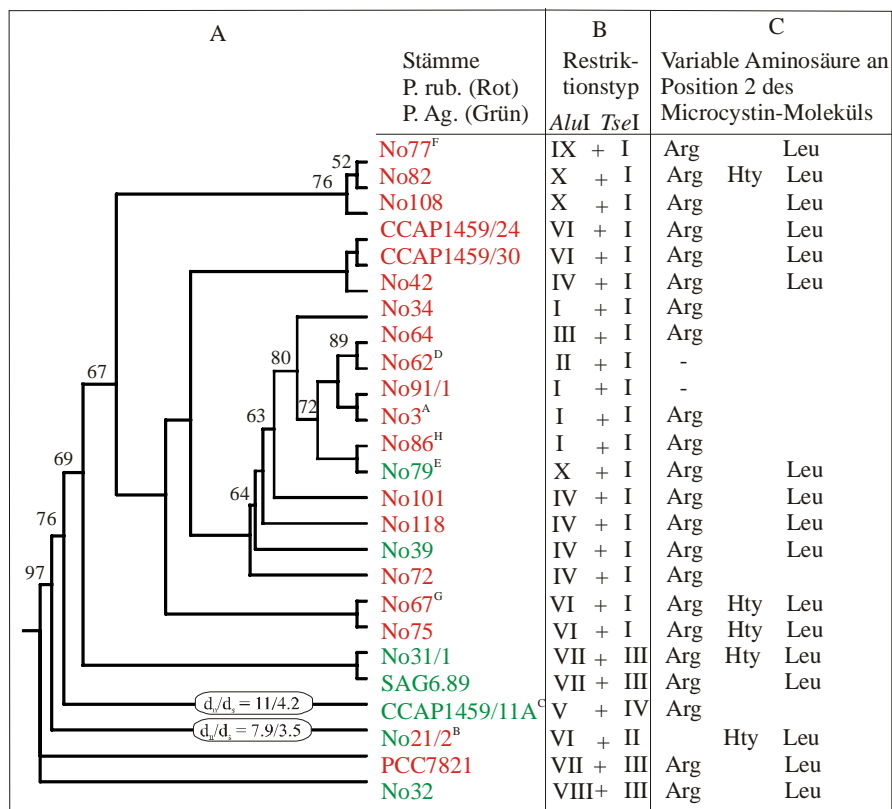 A B C
Stämme Restrik- Variable Aminosäure an
P. rub. (Rot) tionstyp Position 2 des
P. Ag. (Grün) AluI TseI Microcystin-Moleküls
No77F IX + I Arg Leu
52
76 No82 X + I Arg Hty Leu
No108 X + I Arg Leu
CCAP1459/24 VI + I Arg Leu
CCAP1459/30 VI + I Arg Leu
No42 IV + I Arg Leu
No34 I + I Arg
No64 III + I Arg
89
80 No62D II + I -
67 No91/1 I + I -
72 No3A I + I Arg
63 No86H I + I Arg
69 No79E X + I Arg Leu
64 No101 IV + I Arg Leu
76 No118 IV + I Arg Leu
No39 IV + I Arg Leu
97 No72 IV + I Arg
No67G VI + I Arg Hty Leu
No75 VI + I Arg Hty Leu
No31/1 VII + III Arg Hty Leu
SAG6.89 VII + III Arg Leu
dn/ds = 11/4.2 CCAP1459/11AC V + IV Arg
dn/ds = 7.9/3.5 No21/2B VI + II Hty Leu
PCC7821 VII + III Arg Leu
No32 VIII + III Arg Leu